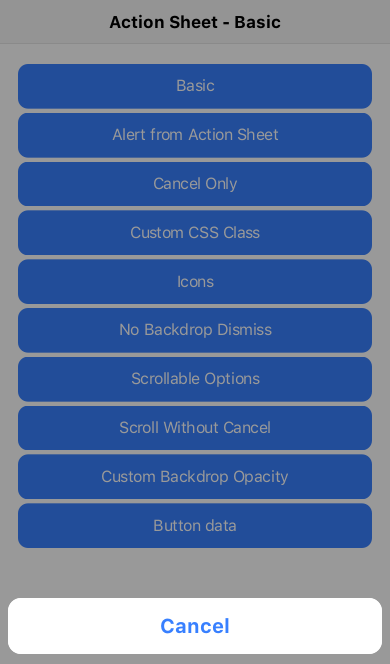 Action Sheet - Basic
Basic
Alert from Action Sheet
Cancel Only
Custom CSS Class
Icons
No Backdrop Dismiss
Scrollable Options
Scroll Without Cancel
Custom Backdrop Opacity
Button data
Cancel